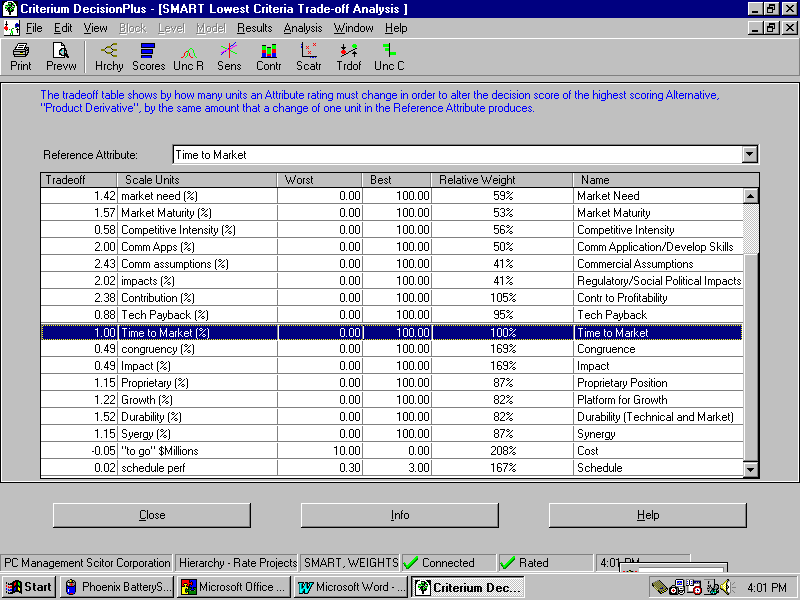 Criterium DecisionPlus - [SMART Lowest Criteria Trade-off Analysis ]
File Edit View Block Level Model Results Analysis Window Help
Print Prevw Hrchy Scores Unc R Sens Contr Scatr Trdof Unc C
The tradeoff table shows by how many units an Attribute rating must change in order to alter the decision score of the highest scoring Alternative,
"Product Derivative", by the same amount that a change of one unit in the Reference Attribute produces.
Reference Attribute: Time to Market
Tradeoff Scale Units Worst Best Relative Weight Name
1.42 market need (%) 0.00 100.00 59% Market Need
1.57 Market Maturity (%) 0.00 100.00 53% Market Maturity
0.58 Competitive Intensity (%) 0.00 100.00 56% Competitive Intensity
2.00 Comm Apps (%) 0.00 100.00 50% Comm Application/Develop Skills
2.43 Comm assumptions (%) 0.00 100.00 41% Commercial Assumptions
2.02 impacts (%) 0.00 100.00 41% Regulatory/Social Political Impacts
2.38 Contribution (%) 0.00 100.00 105% Contr to Profitability
0.88 Tech Payback (%) 0.00 100.00 95% Tech Payback
1.00 Time to Market (%) 0.00 100.00 100% Time to Market
0.49 congruency (%) 0.00 100.00 169% Congruence
0.49 Impact (%) 0.00 100.00 169% Impact
1.15 Proprietary (%) 0.00 100.00 87% Proprietary Position
1.22 Growth (%) 0.00 100.00 82% Platform for Growth
1.52 Durability (%) 0.00 100.00 82% Durability (Technical and Market)
1.15 Syergy (%) 0.00 100.00 87% Synergy
-0.05 "to go" $Millions 10.00 0.00 208% Cost
0.02 schedule perf 0.30 3.00 167% Schedule
Close Info Help
PC Management Scitor Corporation Hierarchy - Rate Projects SMART, WEIGHTS Connected Rated 4:01 PM
Start Phoenix BatteryS... Microsoft Office ... Microsoft Word - ... Criterium Dec... 4:01 PM